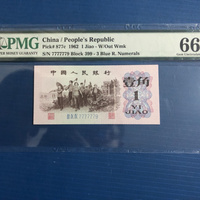 PMG
China / People's Republic
Pick# 877c 1962 1 Jiao - W/Out Wmk
S/N 7777779 Block 399 - 3 Blue R. Numerals
66
中国人民银行
壹角
1
YI JIAO